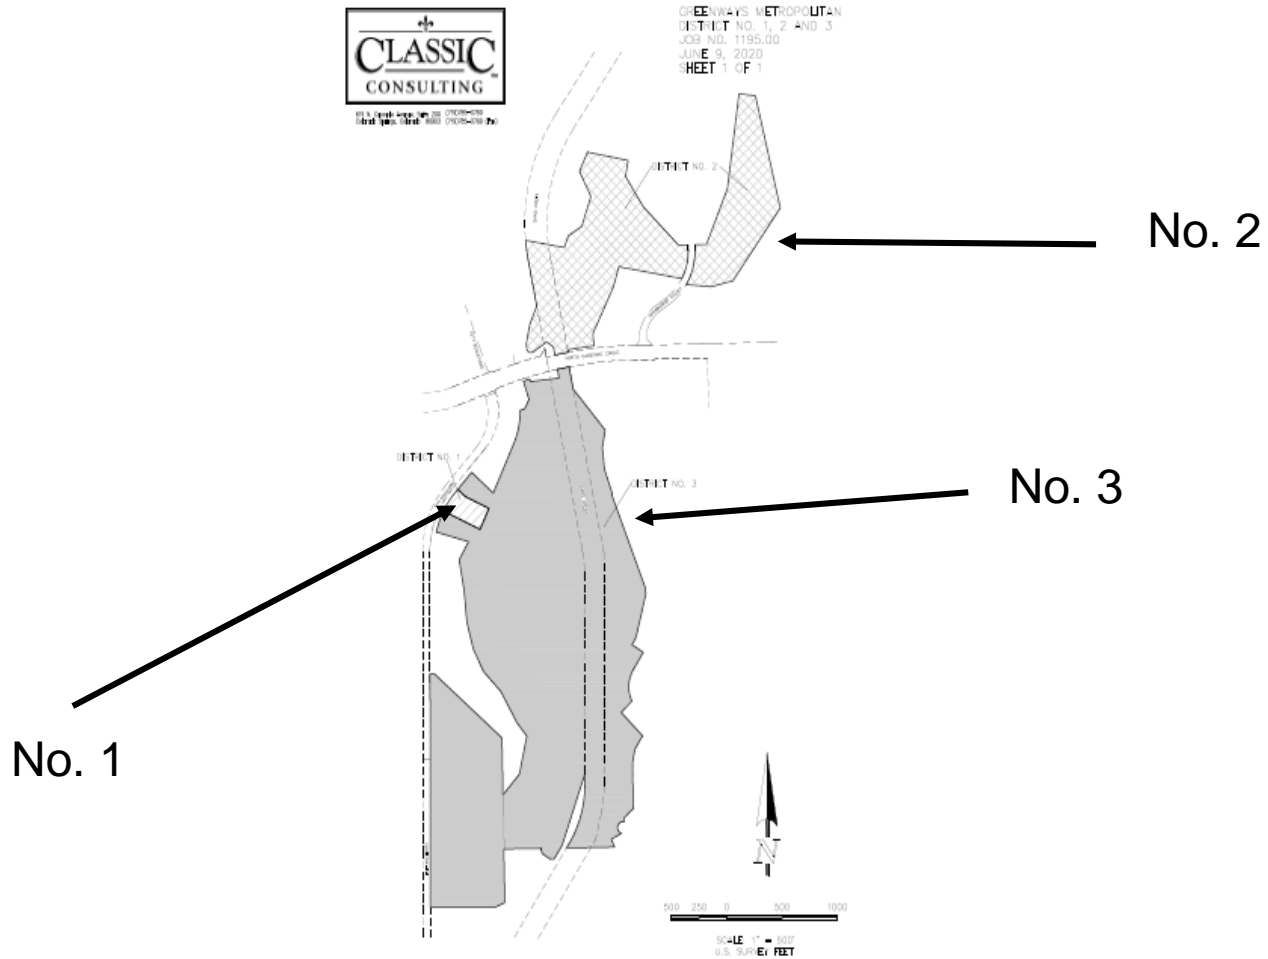 CLASSIC
CONSULTING
GREENWAYS METROPOLITAN
DISTRICT NO. 1, 2 AND 3
JOB NO. 1195.00
JUNE 9, 2020
SHEET 1 OF 1
DISTRICT NO. 2
No. 2
DISTRICT NO. 1
No. 3
DISTRICT NO. 3
No. 1
N
500 250 0 500 1000
SCALE 1" = 500'
U.S. SURVEY FEET